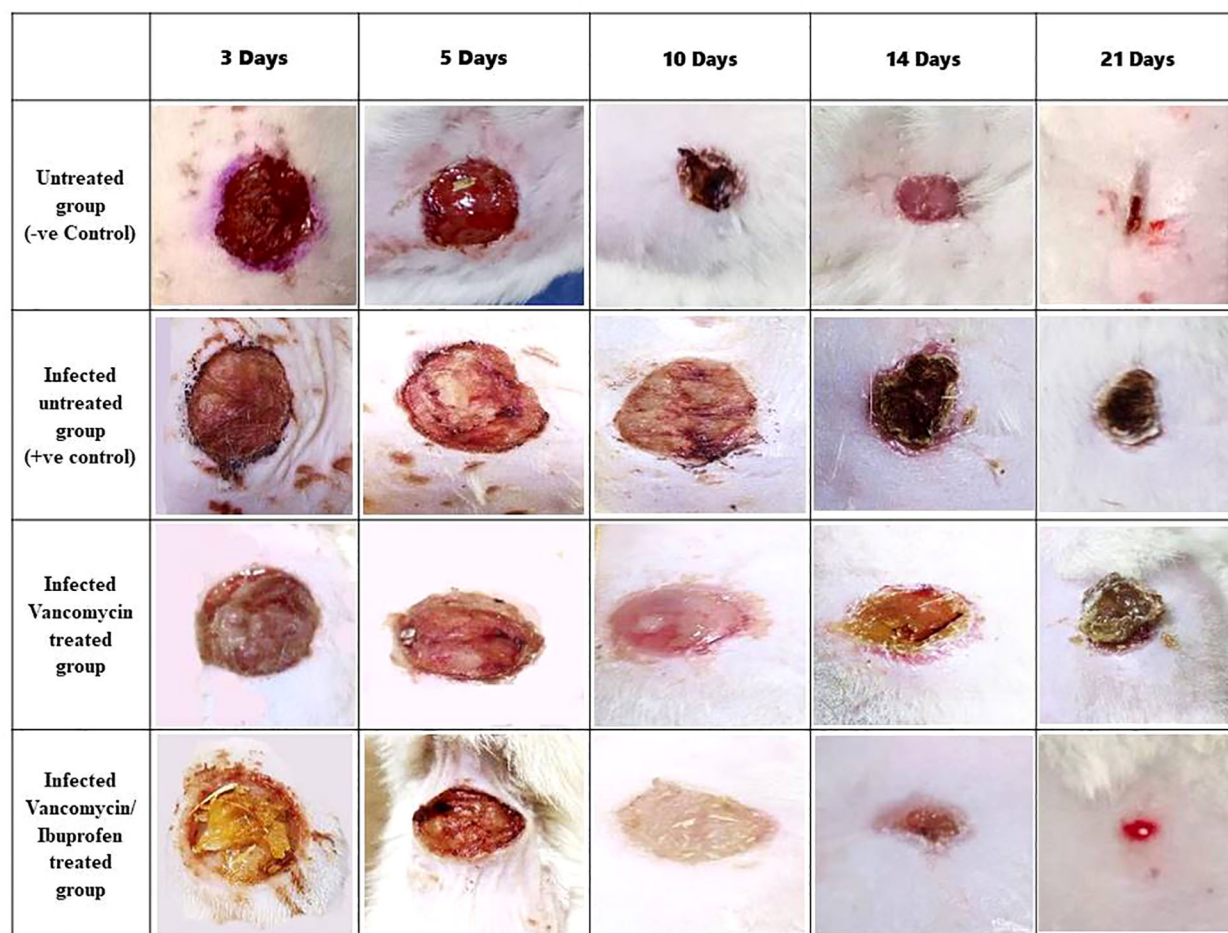 3 Days
5 Days
10 Days
14 Days
21 Days
Untreated
group
(-ve Control)
Infected
untreated
group
(+ve control)
Infected
Vancomycin
treated
group
Infected
Vancomycin/
Ibuprofen
treated
group